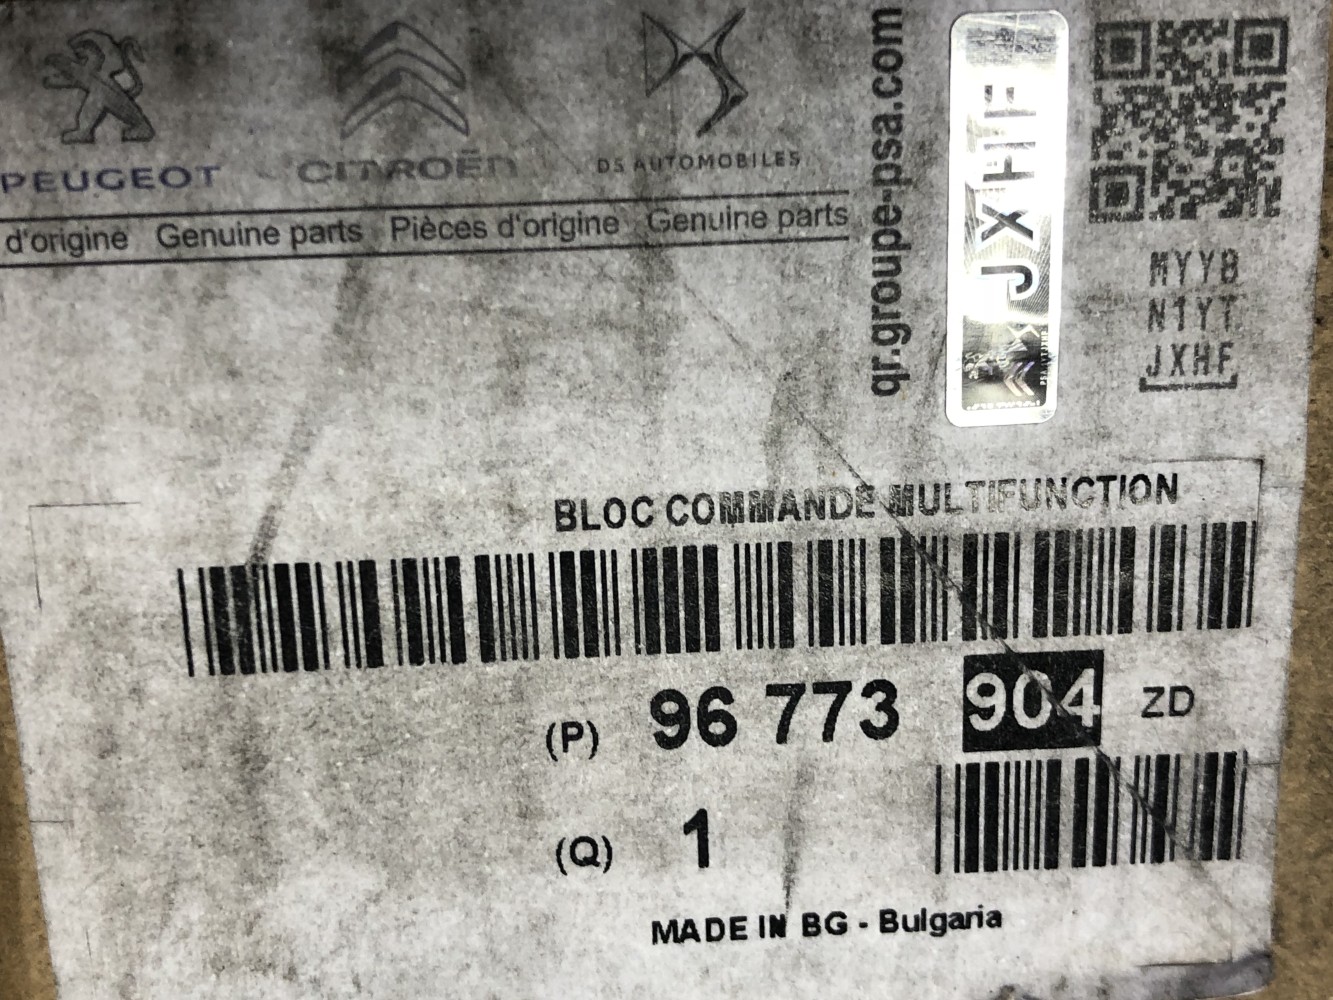 PEUGEOT CITROËN DS AUTOMOBILES
d'origine Genuine parts Pièces d'origine Genuine parts
qr.groupe-psa.com
JXHF
MYYB
N1YT
JXHF
BLOC COMMANDE MULTIFUNCTION
(P) 96 773 904 ZD
(Q) 1
MADE IN BG - Bulgaria